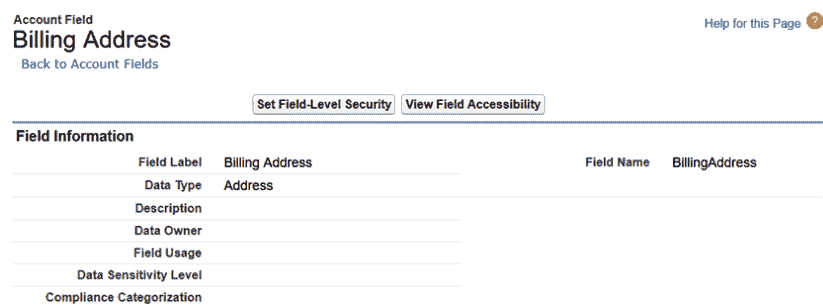 Account Field
Billing Address
Help for this Page ?
Back to Account Fields
Set Field-Level Security View Field Accessibility
Field Information
Field Label Billing Address Field Name BillingAddress
Data Type Address
Description
Data Owner
Field Usage
Data Sensitivity Level
Compliance Categorization